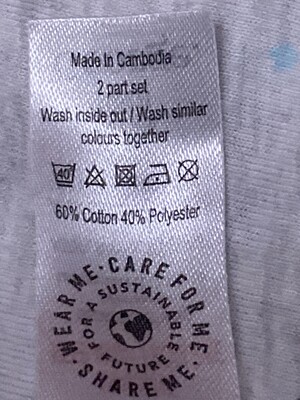 Made In Cambodia
2 part set
Wash inside out / Wash similar
colours together
40°
60% Cotton 40% Polyester
WEAR ME · CARE FOR ME · SHARE ME ·
FOR A SUSTAINABLE FUTURE